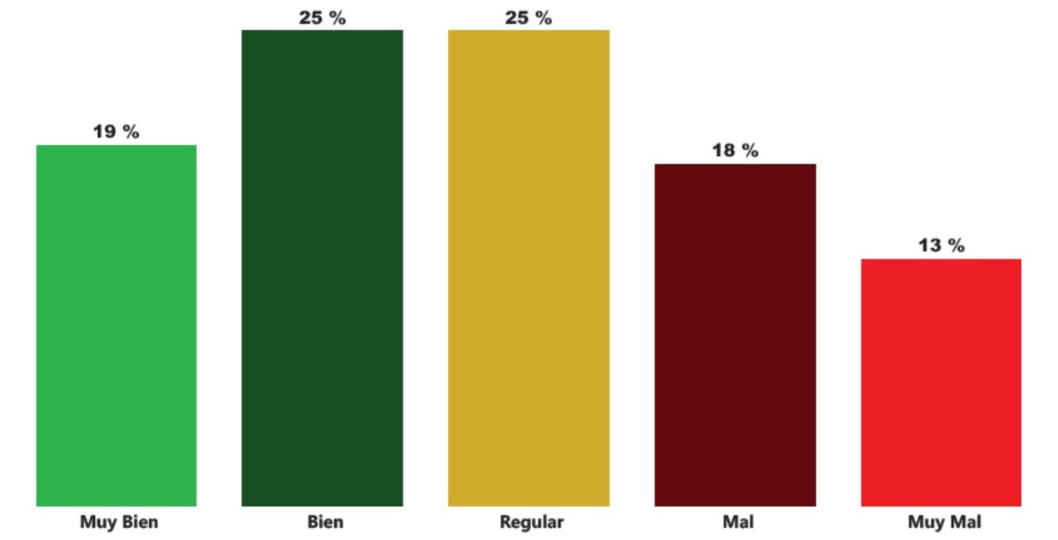 25 %
25 %
19 %
18 %
13 %
Muy Bien
Bien
Regular
Mal
Muy Mal